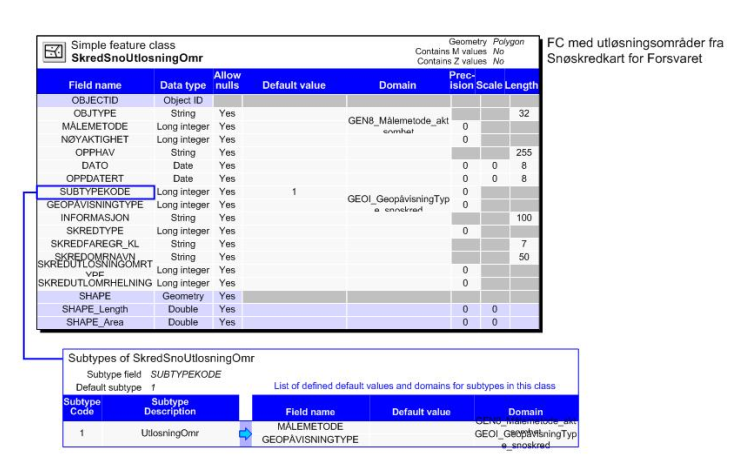 Simple feature class
SkredSnoUtlosningOmr
Geometry Polygon
Contains M values No
Contains Z values No
FC med utløsningsområder fra
Snøskredkart for Forsvaret
Field name Data type Allow nulls Default value Domain Prec-ision Scale Length
OBJECTID Object ID
OBJTYPE String Yes 32
MÅLEMETODE Long integer Yes GEN8_Målemetode_aktsomhet 0
NØYAKTIGHET Long integer Yes 0
OPPHAV String Yes 255
DATO Date Yes 0 0 8
OPPDATERT Date Yes 0 0 8
SUBTYPEKODE Long integer Yes 1 0
GEOPÅVISNINGTYPE Long integer Yes GEOI_GeopåvisningType_snoskred 0
INFORMASJON String Yes 100
SKREDTYPE Long integer Yes 0
SKREDFAREGR_KL String Yes 7
SKREDOMRNAVN String Yes 50
SKREDUTLOSNINGOMRTYPE Long integer Yes 0
SKREDUTLOMRHELNING Long integer Yes 0
SHAPE Geometry Yes
SHAPE_Length Double Yes 0 0
SHAPE_Area Double Yes 0 0
Subtypes of SkredSnoUtlosningOmr
Subtype field SUBTYPEKODE
Default subtype 1
List of defined default values and domains for subtypes in this class
Subtype Code Subtype Description Field name Default value Domain
1 UtlosningOmr MÅLEMETODE GEN8_Målemetode_aktsomhet
GEOPÅVISNINGTYPE GEOI_GeopåvisningType_snoskred